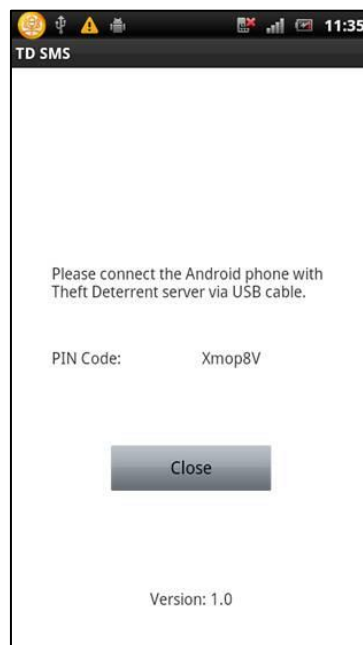 11:35
TD SMS
Please connect the Android phone with
Theft Deterrent server via USB cable.
PIN Code: Xmop8V
Close
Version: 1.0